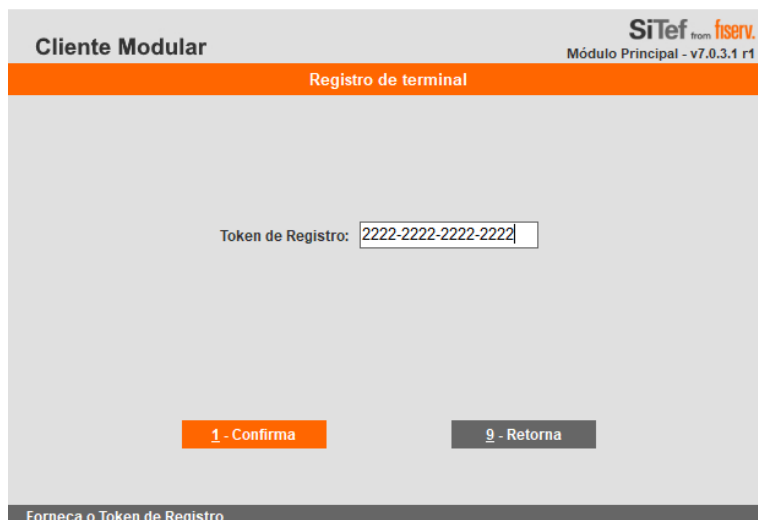 SiTef from fiserv.
Cliente Modular
Módulo Principal - v7.0.3.1 r1
Registro de terminal
Token de Registro: 2222-2222-2222-2222
1 - Confirma
9 - Retorna
Forneca o Token de Registro